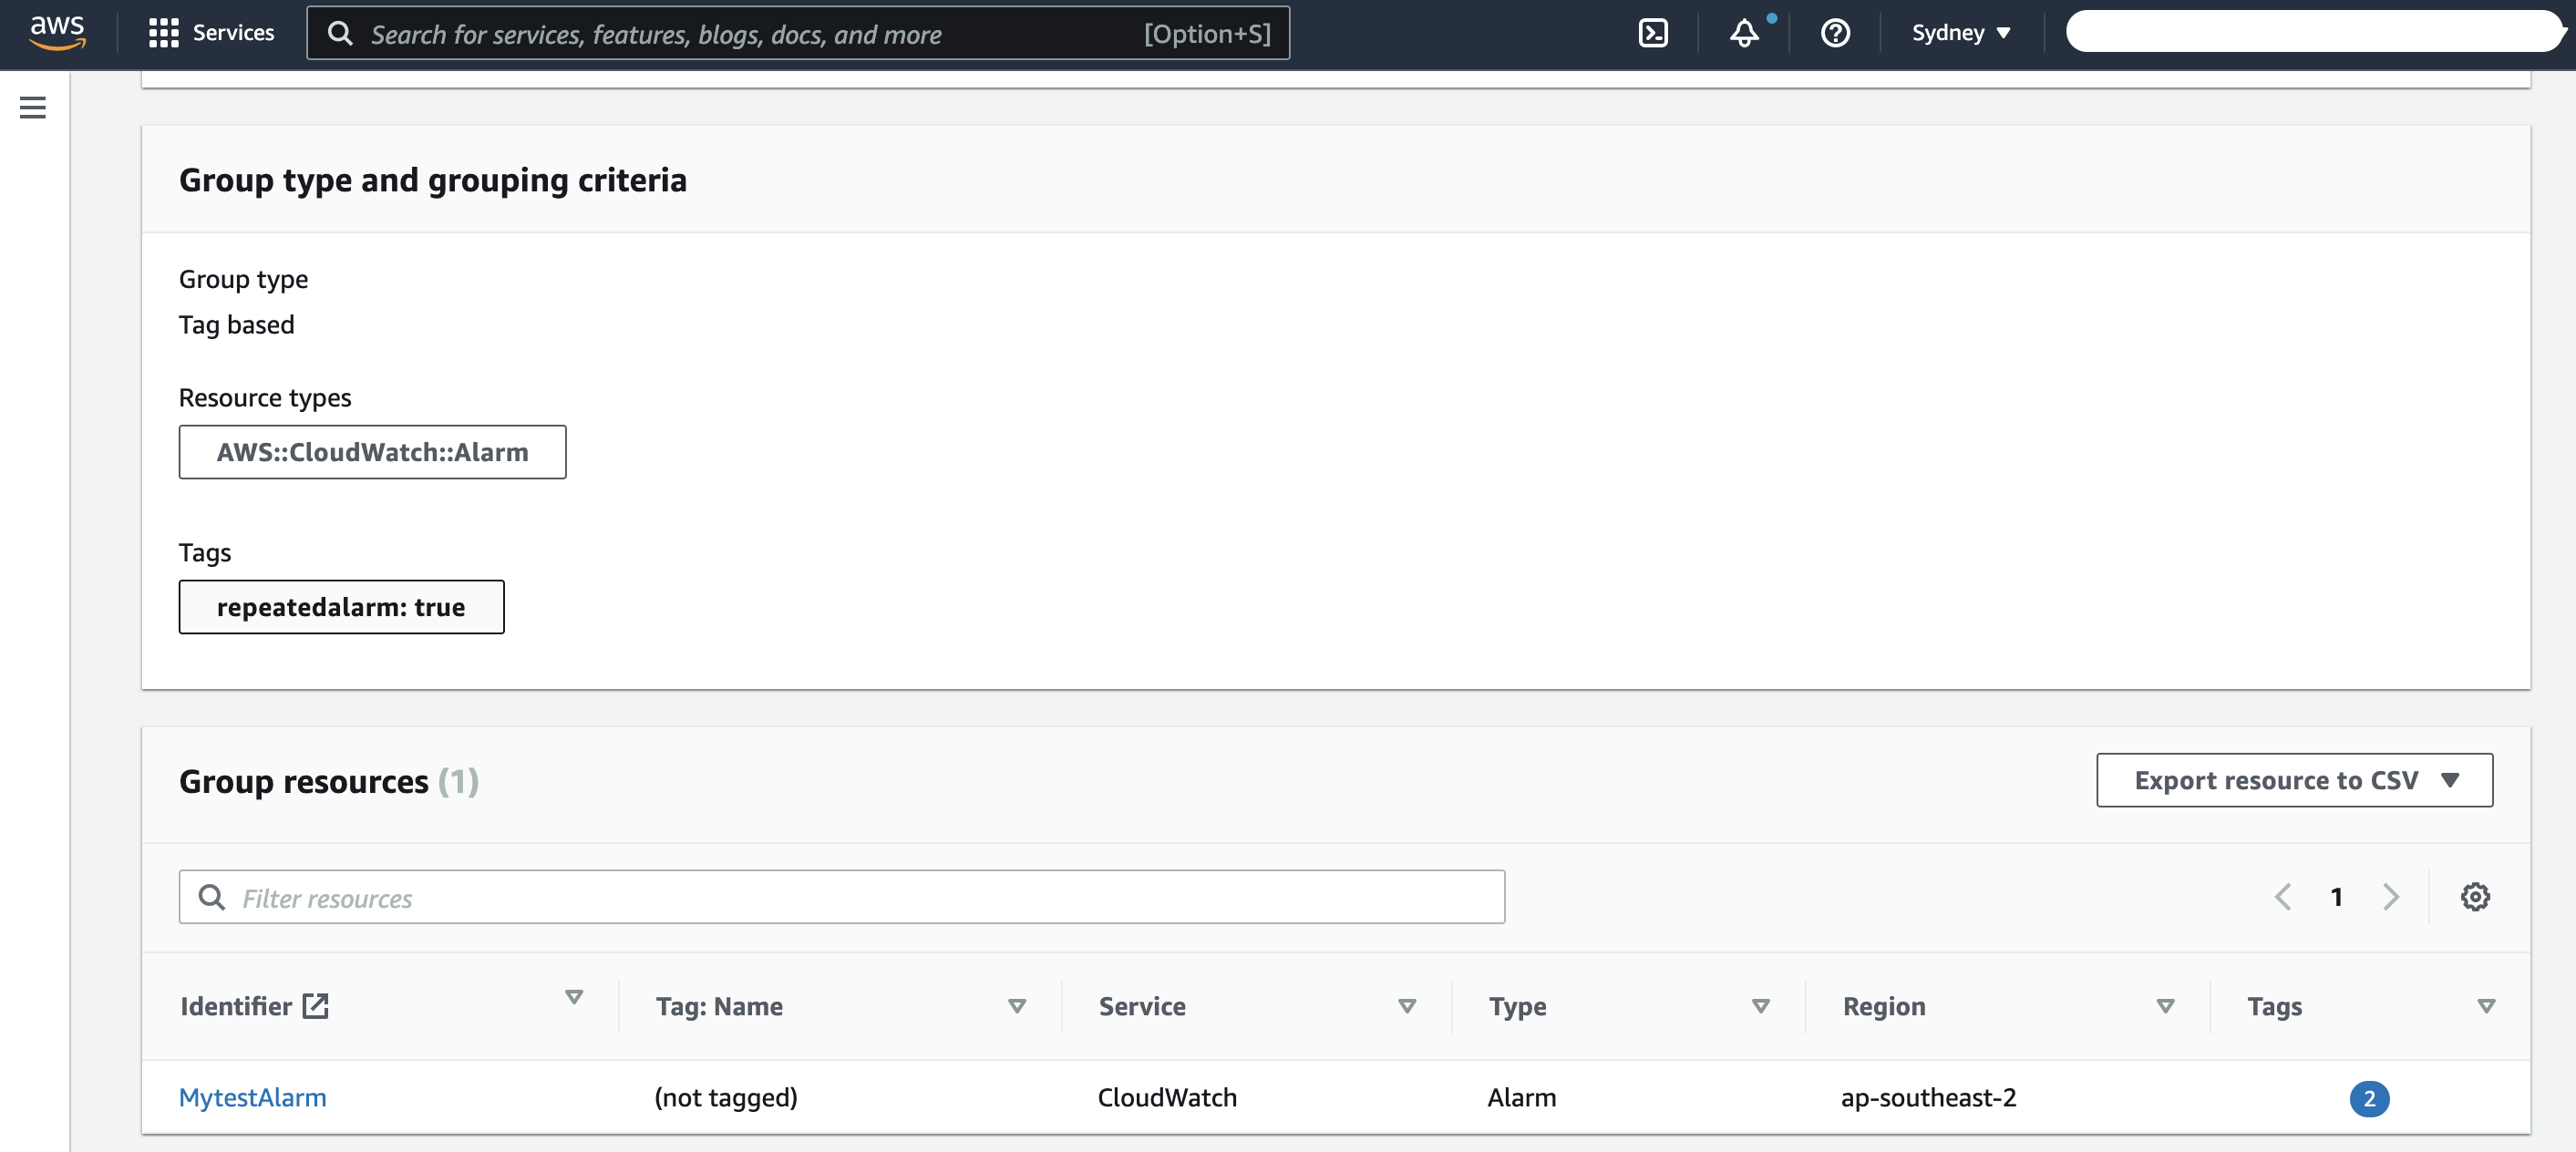 aws Services Search for services, features, blogs, docs, and more [Option+S] Sydney
Group type and grouping criteria
Group type
Tag based
Resource types
AWS::CloudWatch::Alarm
Tags
repeatedalarm: true
Group resources (1) Export resource to CSV
Filter resources 1
Identifier Tag: Name Service Type Region Tags
MytestAlarm (not tagged) CloudWatch Alarm ap-southeast-2 2